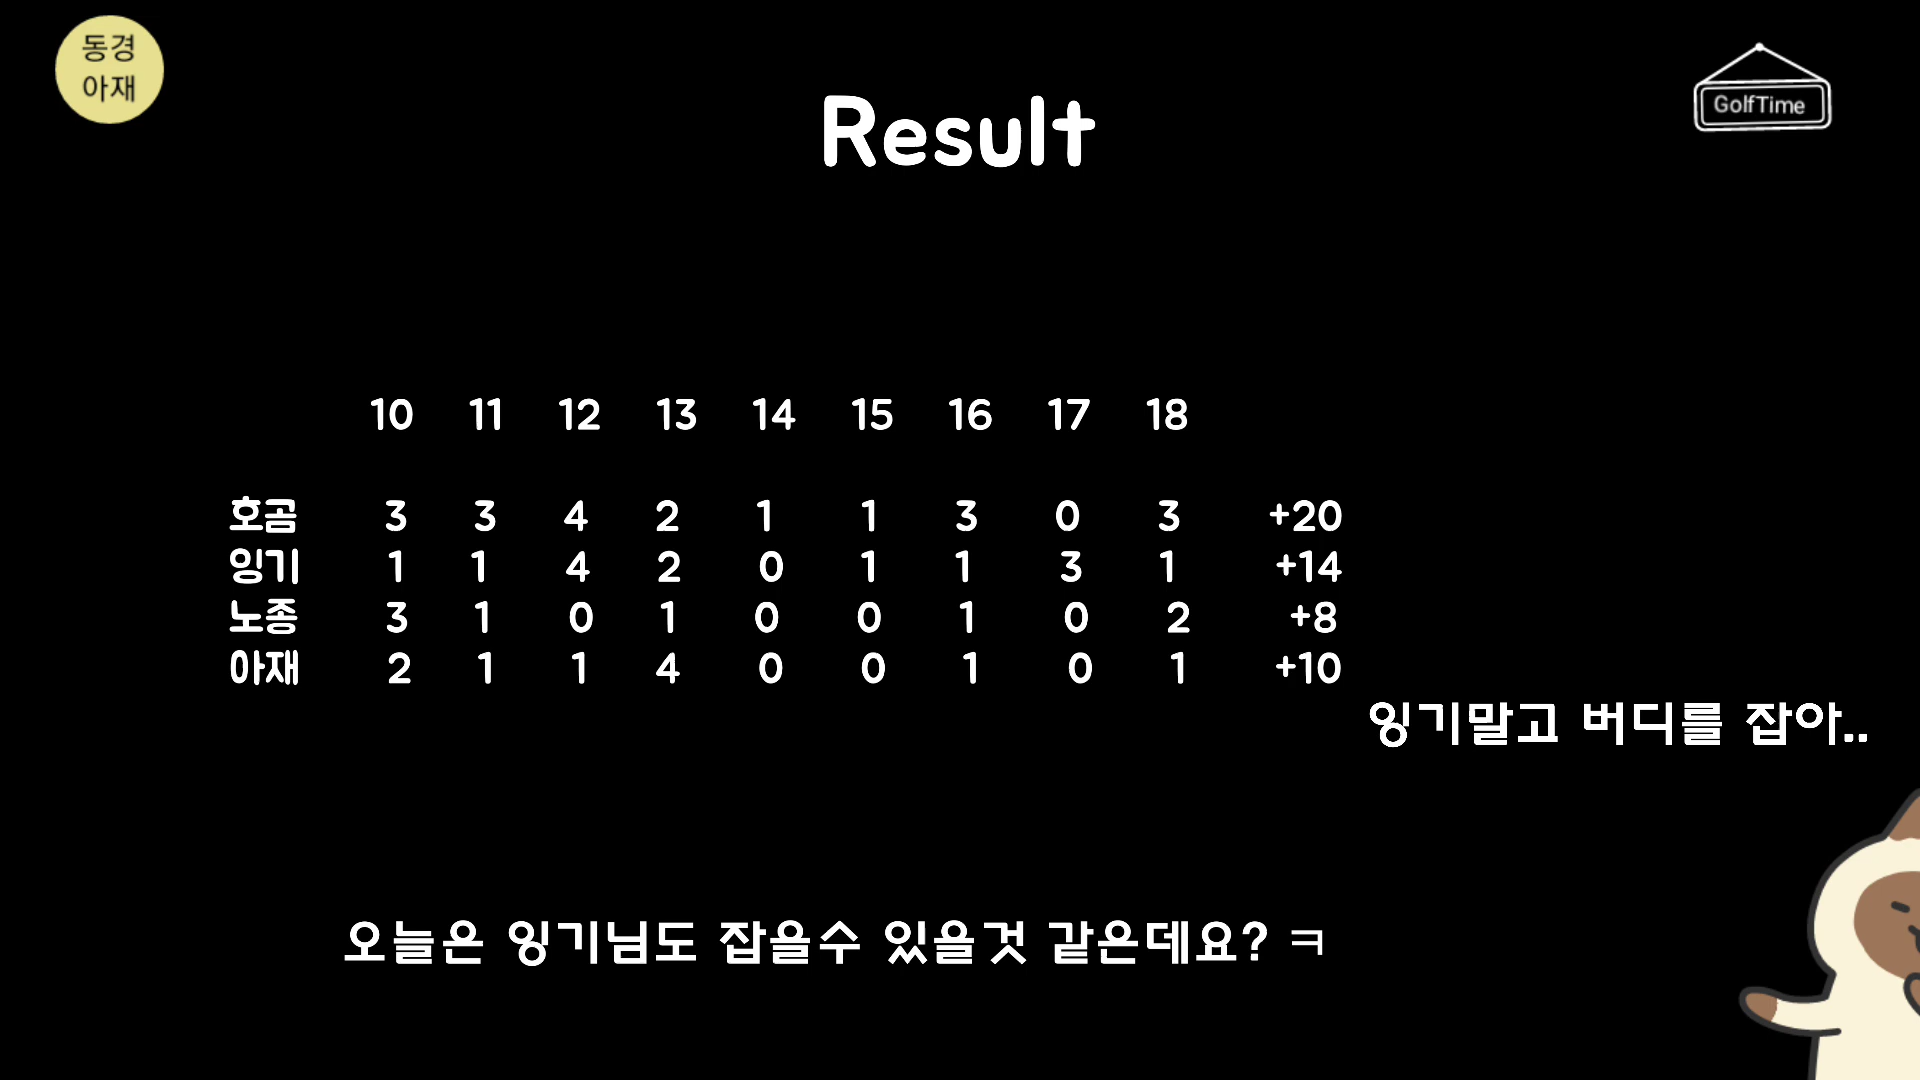 동경
아재
GolfTime
Result
10 11 12 13 14 15 16 17 18
호곰 3 3 4 2 1 1 3 0 3 +20
잉기 1 1 4 2 0 1 1 3 1 +14
노종 3 1 0 1 0 0 1 0 2 +8
아재 2 1 1 4 0 0 1 0 1 +10
잉기말고 버디를 잡아..
오늘은 잉기님도 잡을수 있을것 같은데요? ㅋ